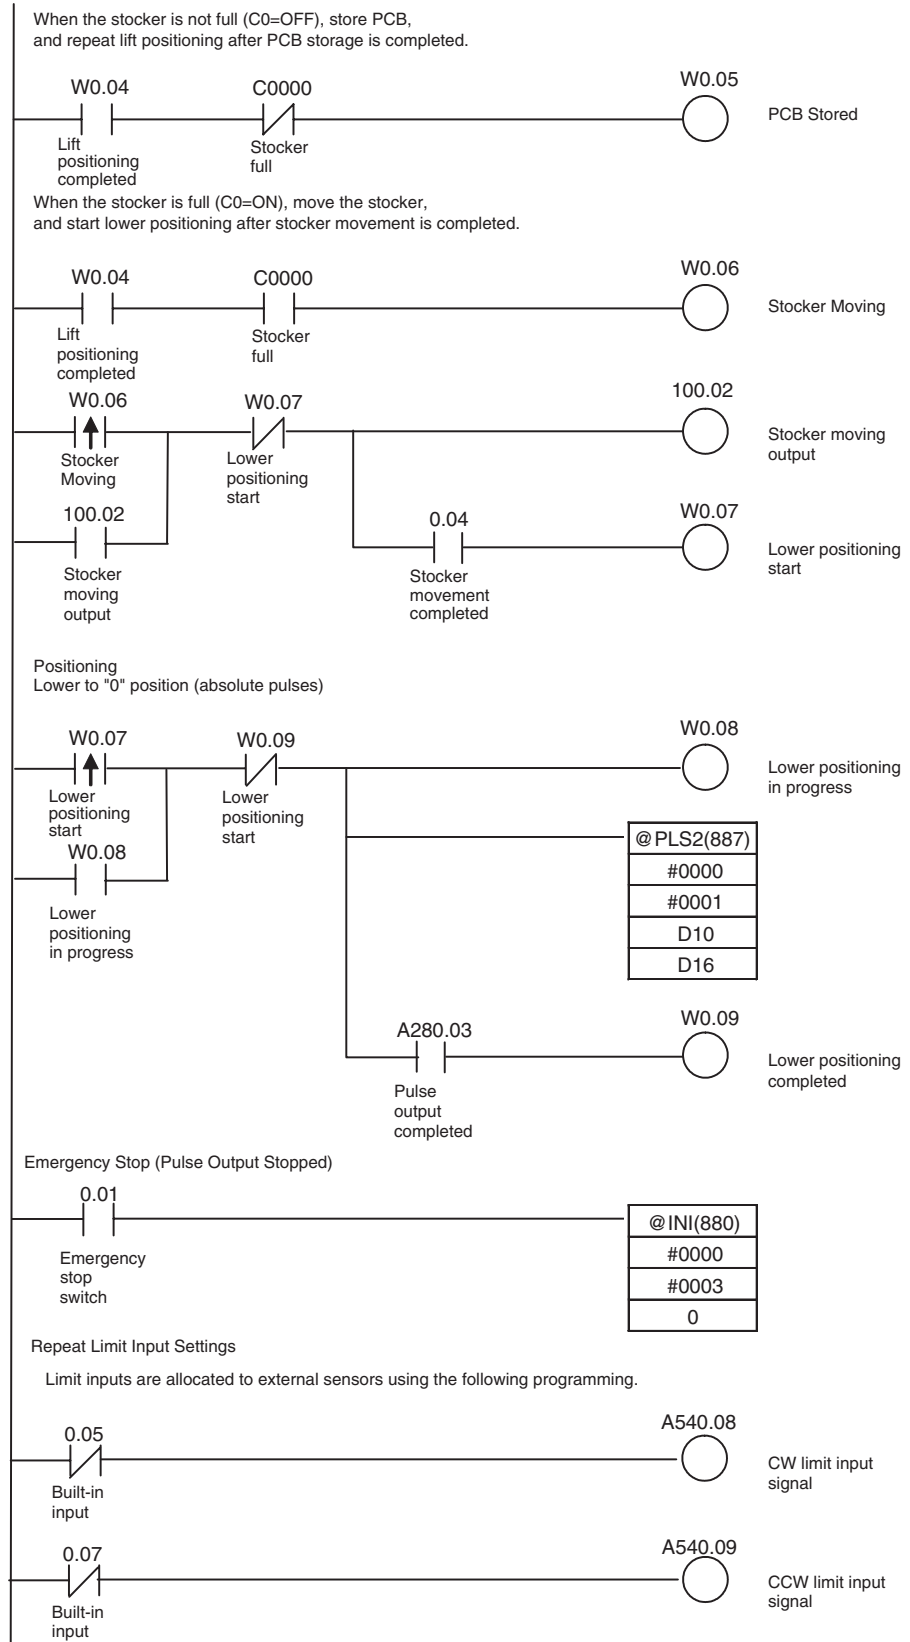 When the stocker is not full (C0=OFF), store PCB,
and repeat lift positioning after PCB storage is completed.
W0.04
C0000
W0.05
PCB Stored
Lift
positioning
completed
Stocker
full
When the stocker is full (C0=ON), move the stocker,
and start lower positioning after stocker movement is completed.
W0.04
C0000
W0.06
Stocker Moving
Lift
positioning
completed
Stocker
full
W0.06
W0.07
100.02
Stocker
Moving
Lower
positioning
start
Stocker moving
output
100.02
0.04
W0.07
Stocker
moving
output
Stocker
movement
completed
Lower positioning
start
Positioning
Lower to "0" position (absolute pulses)
W0.07
W0.09
W0.08
Lower
positioning
start
Lower
positioning
start
Lower positioning
in progress
W0.08
Lower
positioning
in progress
@PLS2(887)
#0000
#0001
D10
D16
A280.03
W0.09
Pulse
output
completed
Lower positioning
completed
Emergency Stop (Pulse Output Stopped)
0.01
Emergency
stop
switch
@INI(880)
#0000
#0003
0
Repeat Limit Input Settings
Limit inputs are allocated to external sensors using the following programming.
0.05
A540.08
Built-in
input
CW limit input
signal
0.07
A540.09
Built-in
input
CCW limit input
signal